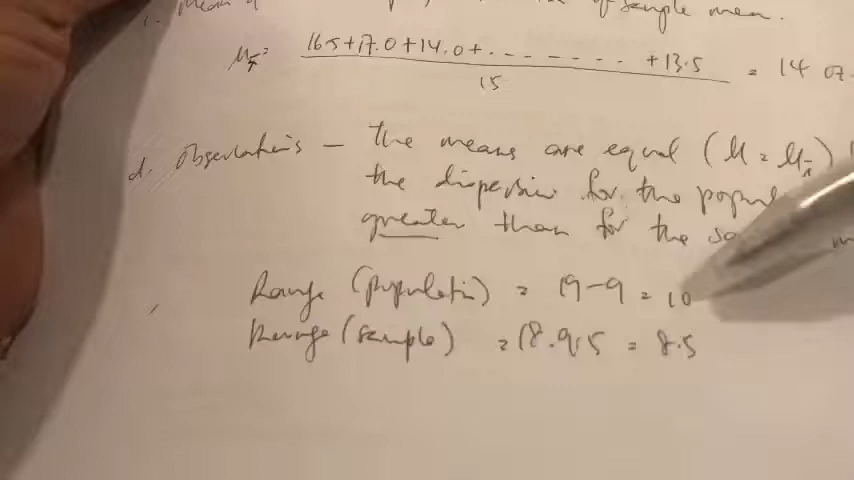 of sample mean.
μx̄ = 16.5+17.0+14.0+ - - - - - - - +13.5 / 15 = 14 oz
d. Observations — the means are equal (μ = μx̄)
the dispersion for the popul
greater than for the sa
Range (population) = 19-9 = 10
Range (sample) = 18.9.5 = 8.5